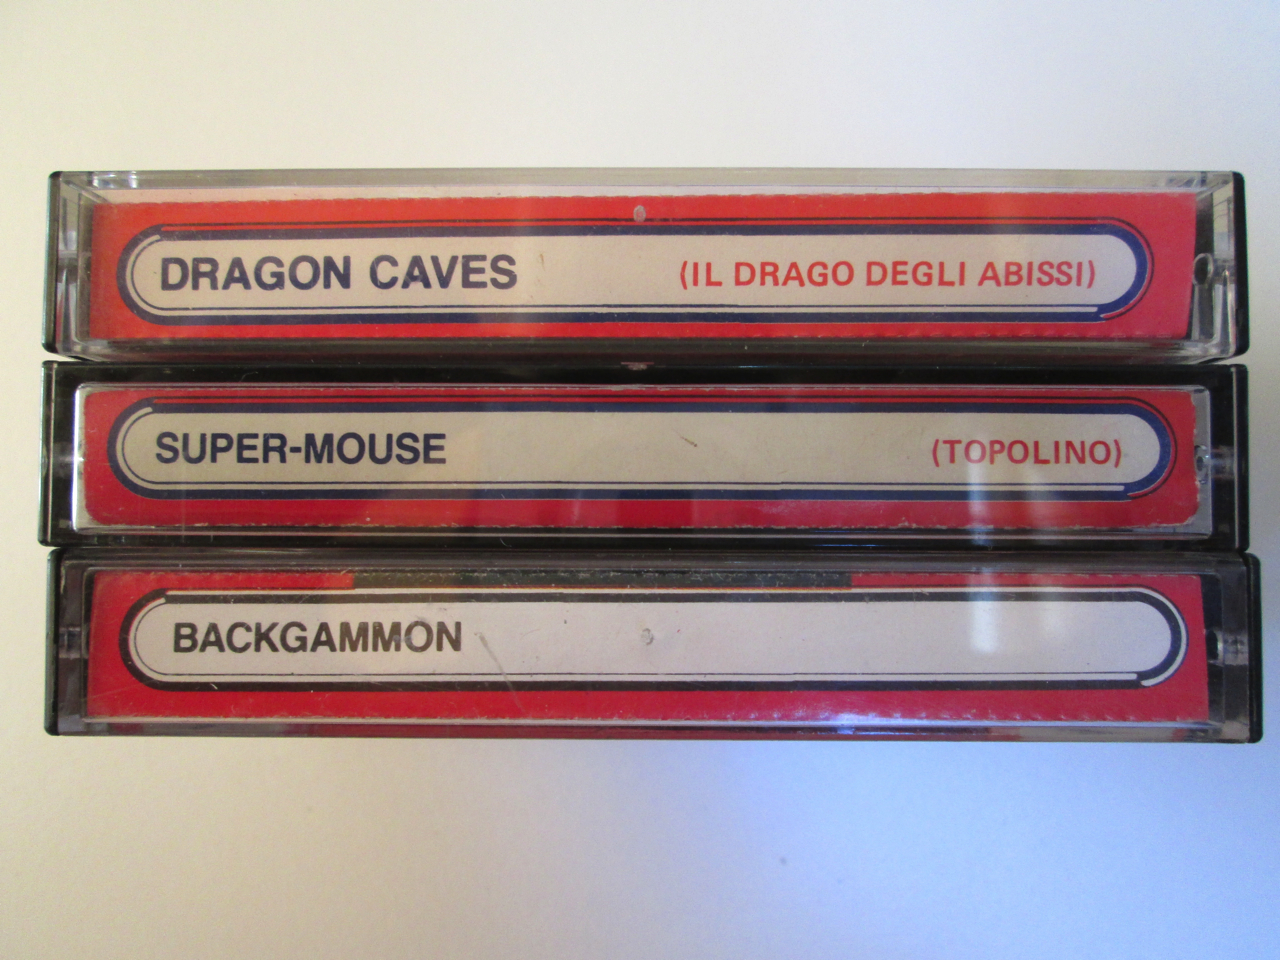 DRAGON CAVES (IL DRAGO DEGLI ABISSI)
SUPER-MOUSE (TOPOLINO)
BACKGAMMON